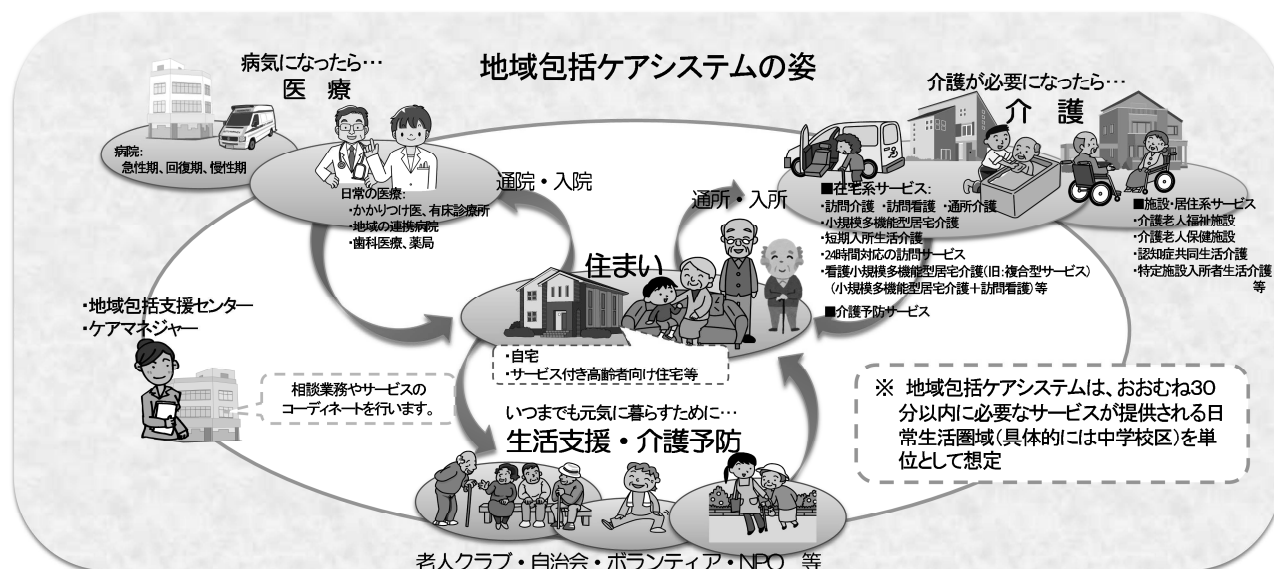 地域包括ケアシステムの姿
病気になったら…
医 療
病院:
急性期、回復期、慢性期
日常の医療:
・かかりつけ医、有床診療所
・地域の連携病院
・歯科医療、薬局
通院・入院
通所・入所
介護が必要になったら…
介 護
■在宅系サービス:
・訪問介護 ・訪問看護 ・通所介護
・小規模多機能型居宅介護
・短期入所生活介護
・24時間対応の訪問サービス
・看護小規模多機能型居宅介護(旧:複合型サービス)
(小規模多機能型居宅介護+訪問看護)等
■介護予防サービス
■施設・居住系サービス
・介護老人福祉施設
・介護老人保健施設
・認知症共同生活介護
・特定施設入所者生活介護
等
住まい
・自宅
・サービス付き高齢者向け住宅等
・地域包括支援センター
・ケアマネジャー
相談業務やサービスの
コーディネートを行います。
いつまでも元気に暮らすために…
生活支援・介護予防
老人クラブ・自治会・ボランティア・NPO 等
※ 地域包括ケアシステムは、おおむね30
分以内に必要なサービスが提供される日
常生活圏域(具体的には中学校区)を単
位として想定